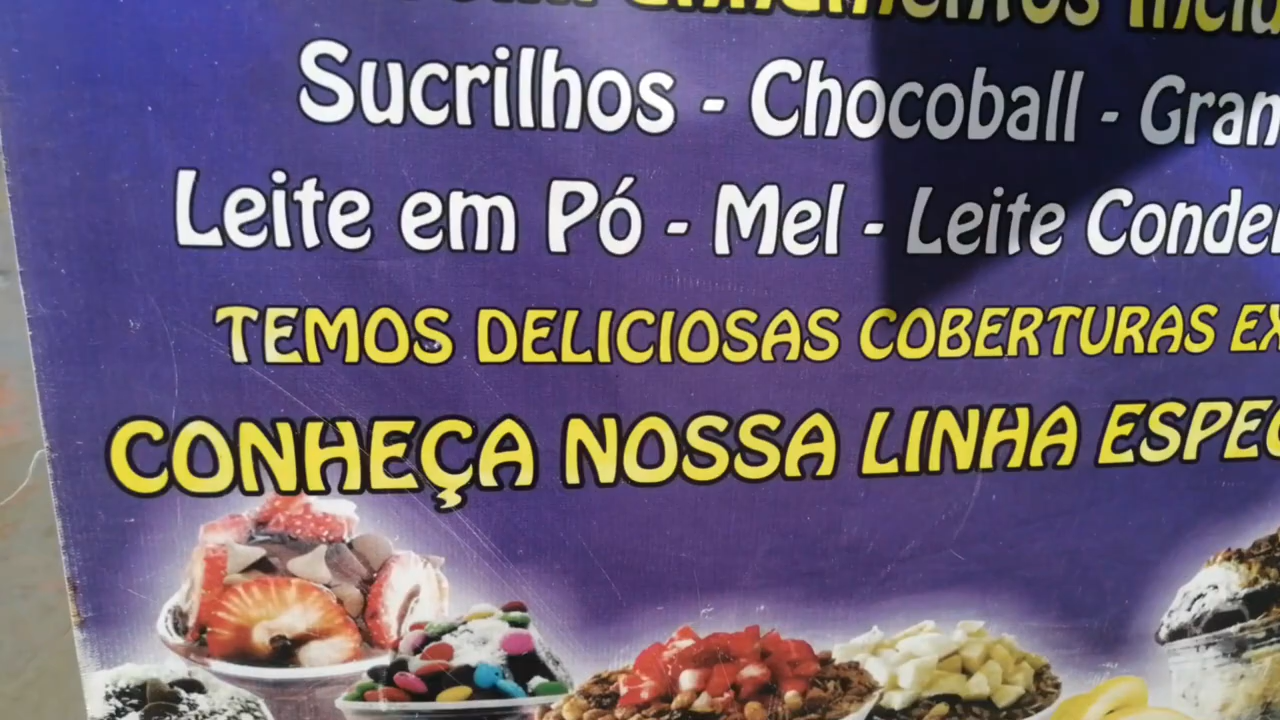 Sucrilhos - Chocoball - Gran
Leite em Pó - Mel - Leite Conde
TEMOS DELICIOSAS COBERTURAS EX
CONHEÇA NOSSA LINHA ESPEC